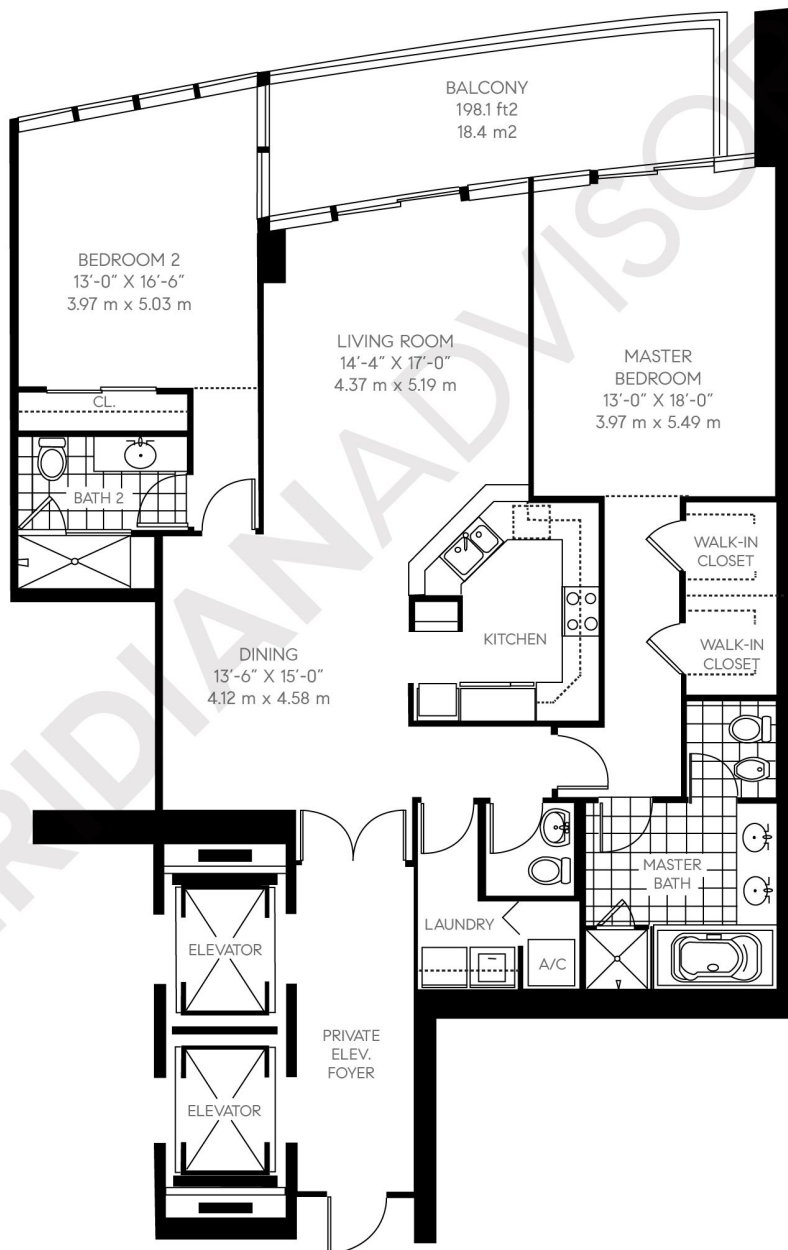 BALCONY
198.1 ft2
18.4 m2
BEDROOM 2
13'-0" X 16'-6"
3.97 m x 5.03 m
LIVING ROOM
14'-4" X 17'-0"
4.37 m x 5.19 m
MASTER
BEDROOM
13'-0" X 18'-0"
3.97 m x 5.49 m
CL.
BATH 2
WALK-IN
CLOSET
KITCHEN
WALK-IN
CLOSET
DINING
13'-6" X 15'-0"
4.12 m x 4.58 m
MASTER
BATH
LAUNDRY
A/C
ELEVATOR
PRIVATE
ELEV.
FOYER
ELEVATOR
RIDIANADVISOR